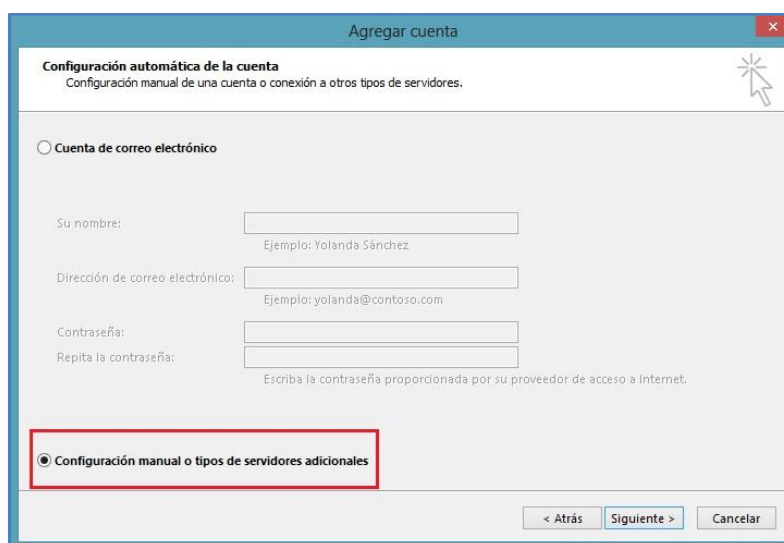 Agregar cuenta
Configuración automática de la cuenta
Configuración manual de una cuenta o conexión a otros tipos de servidores.
Cuenta de correo electrónico
Su nombre:
Ejemplo: Yolanda Sánchez
Dirección de correo electrónico:
Ejemplo: yolanda@contoso.com
Contraseña:
Repita la contraseña:
Escriba la contraseña proporcionada por su proveedor de acceso a Internet.
Configuración manual o tipos de servidores adicionales
< Atrás Siguiente > Cancelar